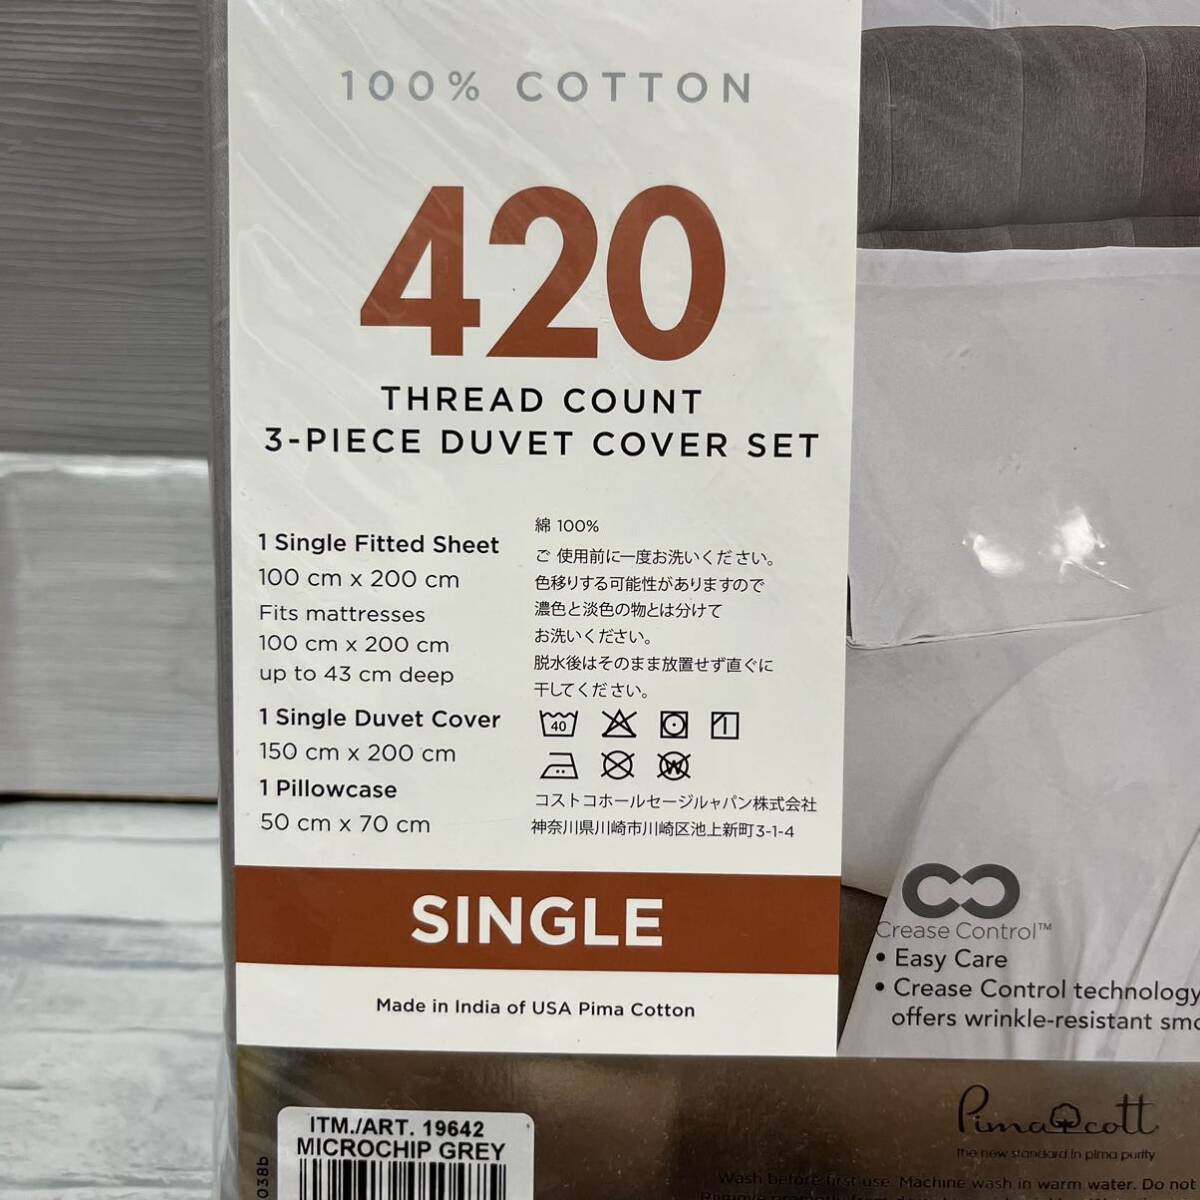 100% COTTON
420
THREAD COUNT
3-PIECE DUVET COVER SET
1 Single Fitted Sheet
100 cm x 200 cm
Fits mattresses
100 cm x 200 cm
up to 43 cm deep
1 Single Duvet Cover
150 cm x 200 cm
1 Pillowcase
50 cm x 70 cm
綿 100%
ご 使用前に一度お洗いください。
色移りする可能性がありますので
濃色と淡色の物とは分けて
お洗いください。
脱水後はそのまま放置せず直ぐに
干してください。
40
W
コストコホールセールジャパン株式会社
神奈川県川崎市川崎区池上新町3-1-4
SINGLE
Made in India of USA Pima Cotton
Crease Control™
• Easy Care
• Crease Control technology
offers wrinkle-resistant smo
Pima Cott
the new standard in pima purity
ITM./ART. 19642
MICROCHIP GREY
038b
Wash before first use. Machine wash in warm water. Do not